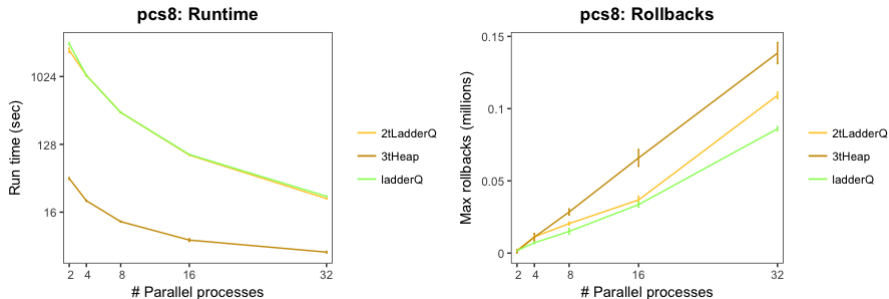 pcs8: Runtime
Run time (sec)
1024
128
16
2 4 8 16 32
# Parallel processes
2tLadderQ
3tHeap
ladderQ
pcs8: Rollbacks
Max rollbacks (millions)
0.15
0.1
0.05
0
2 4 8 16 32
# Parallel processes
2tLadderQ
3tHeap
ladderQ